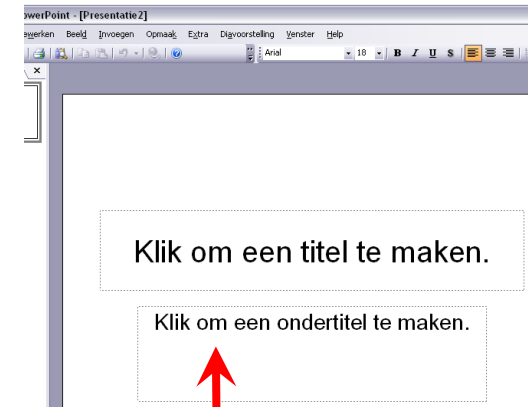 owerPoint - [Presentatie2]
ewerken Beeld Invoegen Opmaak Extra Diavoorstelling Venster Help
Arial 18 B I U S
Klik om een titel te maken.
Klik om een ondertitel te maken.